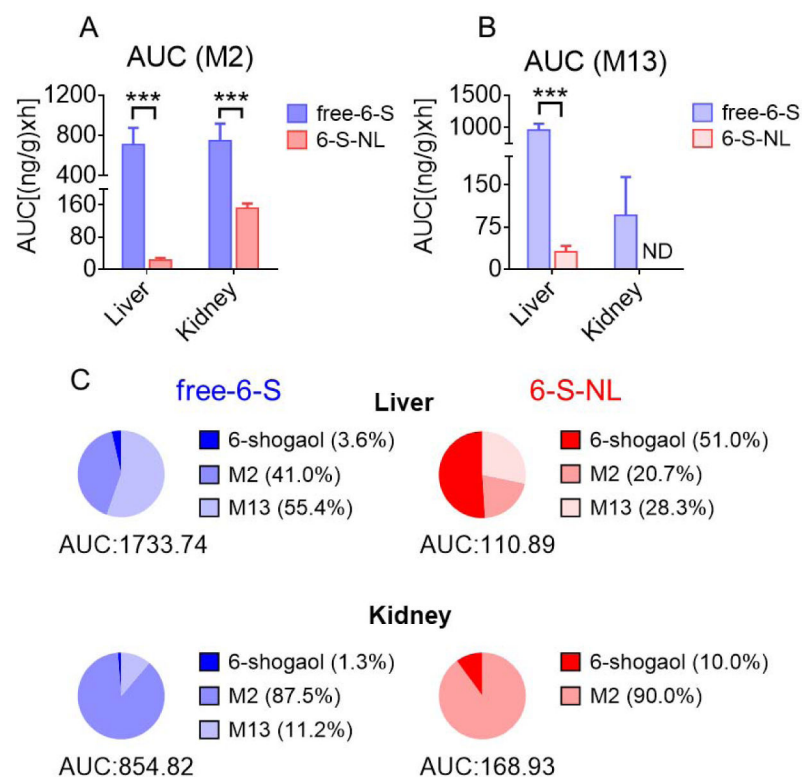 A
AUC (M2)
AUC[(ng/g)xh]
1200
800
400
160
80
0
***
***
Liver
Kidney
free-6-S
6-S-NL
B
AUC (M13)
AUC[(ng/g)xh]
1500
1000
150
75
0
***
ND
Liver
Kidney
free-6-S
6-S-NL
C
free-6-S
6-S-NL
Liver
6-shogaol (3.6%)
M2 (41.0%)
M13 (55.4%)
AUC:1733.74
6-shogaol (51.0%)
M2 (20.7%)
M13 (28.3%)
AUC:110.89
Kidney
6-shogaol (1.3%)
M2 (87.5%)
M13 (11.2%)
AUC:854.82
6-shogaol (10.0%)
M2 (90.0%)
AUC:168.93